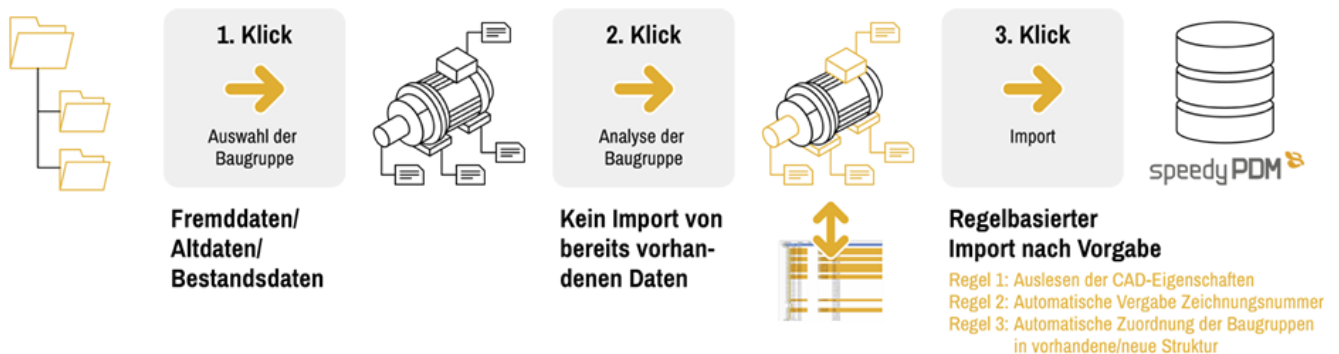 1. Klick
Auswahl der
Baugruppe
Fremddaten/
Altdaten/
Bestandsdaten
2. Klick
Analyse der
Baugruppe
Kein Import von
bereits vorhan-
denen Daten
3. Klick
Import
speedyPDM
Regelbasierter
Import nach Vorgabe
Regel 1: Auslesen der CAD-Eigenschaften
Regel 2: Automatische Vergabe Zeichnungsnummer
Regel 3: Automatische Zuordnung der Baugruppen
in vorhandene/neue Struktur